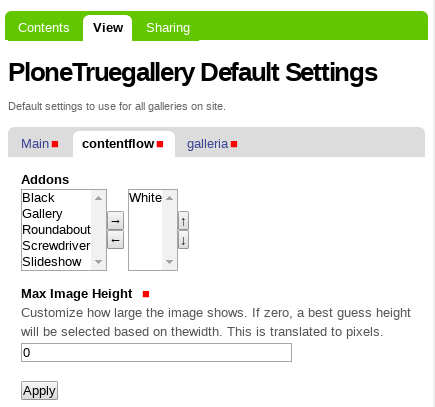 Contents View Sharing
PloneTruegallery Default Settings
Default settings to use for all galleries on site.
Main contentflow galleria
Addons
Black White
Gallery
Roundabout
Screwdriver
Slideshow
→
←
↑
↓
Max Image Height
Customize how large the image shows. If zero, a best guess height
will be selected based on thewidth. This is translated to pixels.
0
Apply